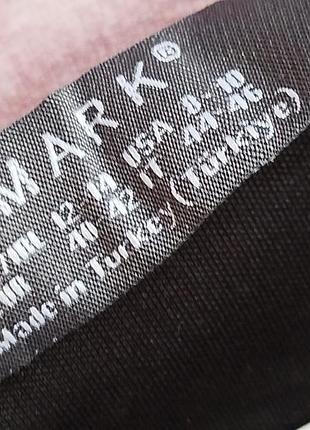 MARK®
12 14 USA 8-10
40 42 IT 44-46
Made in Turkey (Türkiye)